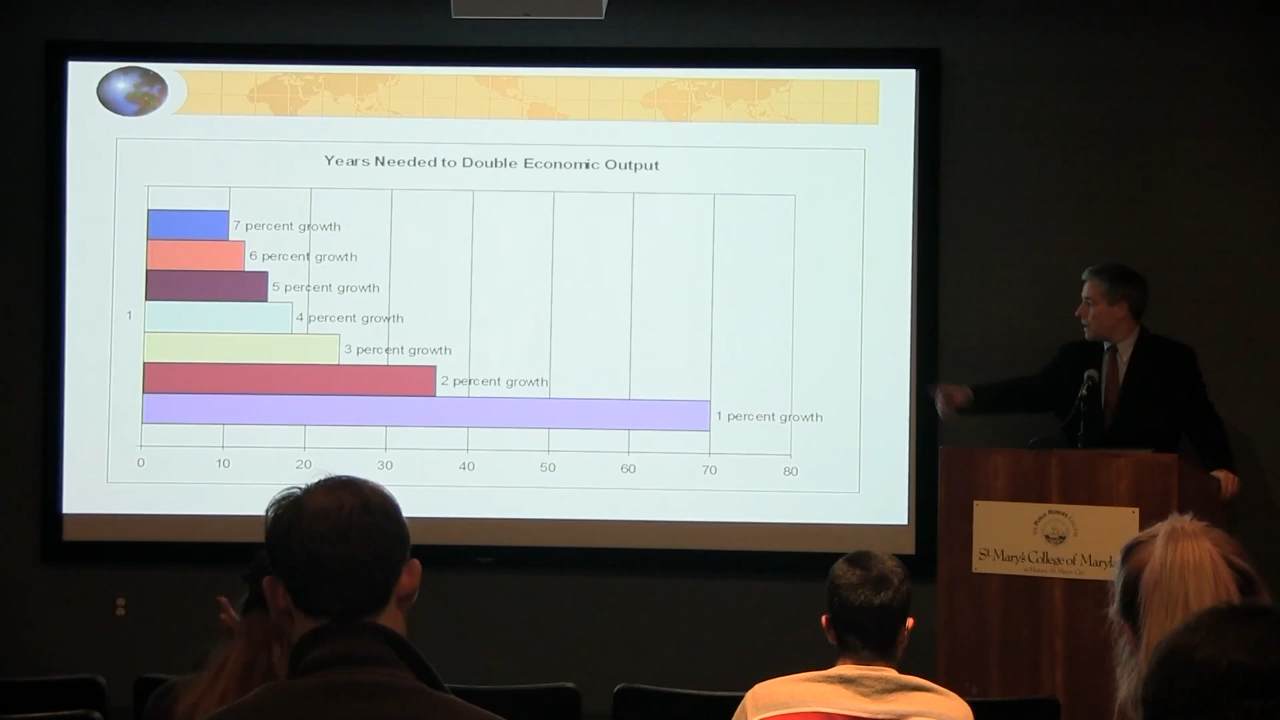 Years Needed to Double Economic Output
7 percent growth
6 percent growth
5 percent growth
1
4 percent growth
3 percent growth
2 percent growth
1 percent growth
0 10 20 30 40 50 60 70 80
St. Mary's College of Maryla